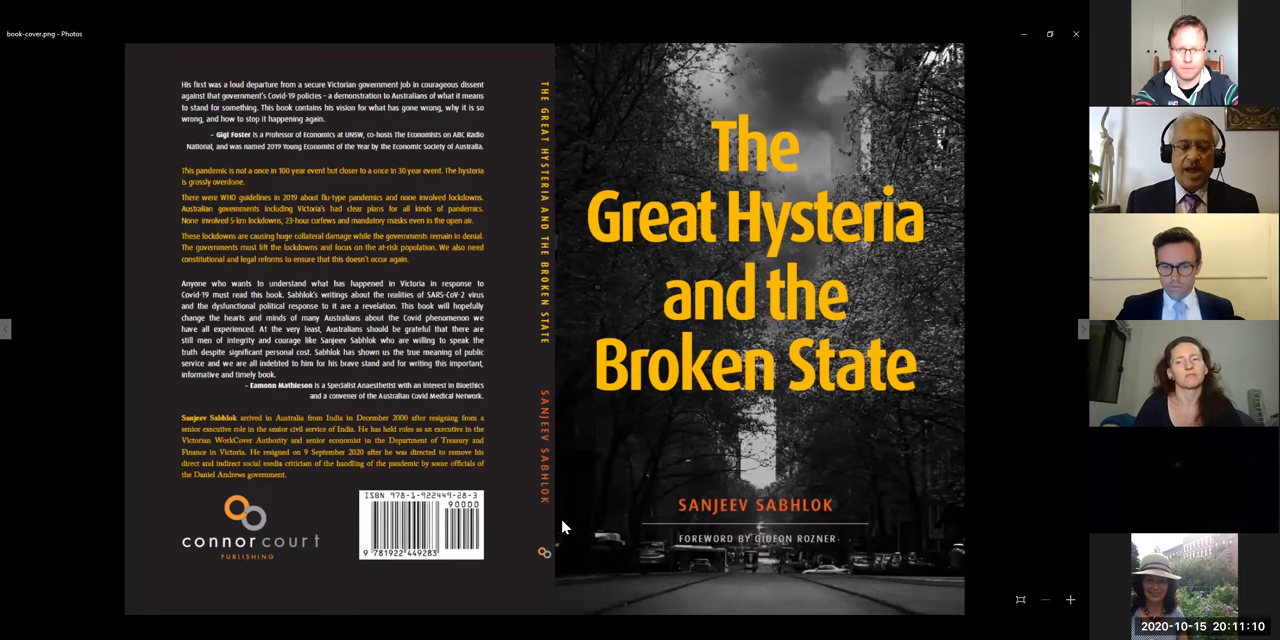 book-cover.png - Photos
His first was a loud departure from a secure Victorian government job in courageous dissent
against that government's Covid-19 policies – a demonstration to Australians of what it means
to stand for something. This book contains his vision for what has gone wrong, why it is so
wrong, and how to stop it happening again.
– Gigi Foster is a Professor of Economics at UNSW, co-hosts The Economists on ABC Radio
National, and was named 2019 Young Economist of the Year by the Economic Society of Australia.
This pandemic is not a once in 100 year event but closer to a once in 30 year event. The hysteria
is grossly overdone.
There were WHO guidelines in 2019 about flu-type pandemics and none involved lockdowns.
Australian governments including Victoria's had clear plans for all kinds of pandemics.
None involved 5-km lockdowns, 23-hour curfews and mandatory masks even in the open air.
These lockdowns are causing huge collateral damage while the governments remain in denial.
The governments must lift the lockdowns and focus on the at-risk population. We also need
constitutional and legal reforms to ensure that this doesn't occur again.
Anyone who wants to understand what has happened in Victoria in response to
Covid-19 must read this book. Sabhlok's writings about the realities of SARS-CoV-2 virus
and the dysfunctional political response to it are a revelation. This book will hopefully
change the hearts and minds of many Australians about the Covid phenomenon we
have all experienced. At the very least, Australians should be grateful that there are
still men of integrity and courage like Sanjeev Sabhlok who are willing to speak the
truth despite significant personal cost. Sabhlok has shown us the true meaning of public
service and we are all indebted to him for his brave stand and for writing this important,
informative and timely book.
– Eamonn Mathieson is a Specialist Anaesthetist with an interest in Bioethics
and a convener of the Australian Covid Medical Network.
Sanjeev Sabhlok arrived in Australia from India in December 2000 after resigning from a
senior executive role in the senior civil service of India. He has held roles as an executive in the
Victorian WorkCover Authority and senior economist in the Department of Treasury and
Finance in Victoria. He resigned on 9 September 2020 after he was directed to remove his
direct and indirect social media criticism of the handling of the pandemic by some officials of
the Daniel Andrews government.
connorcourt
PUBLISHING
ISBN 978-1-922449-28-3
90000
9 781922 449283
THE GREAT HYSTERIA AND THE BROKEN STATE
SANJEEV SABHLOK
The
Great Hysteria
and the
Broken State
SANJEEV SABHLOK
FOREWORD BY GIDEON ROZNER
2020-10-15 20:11:10